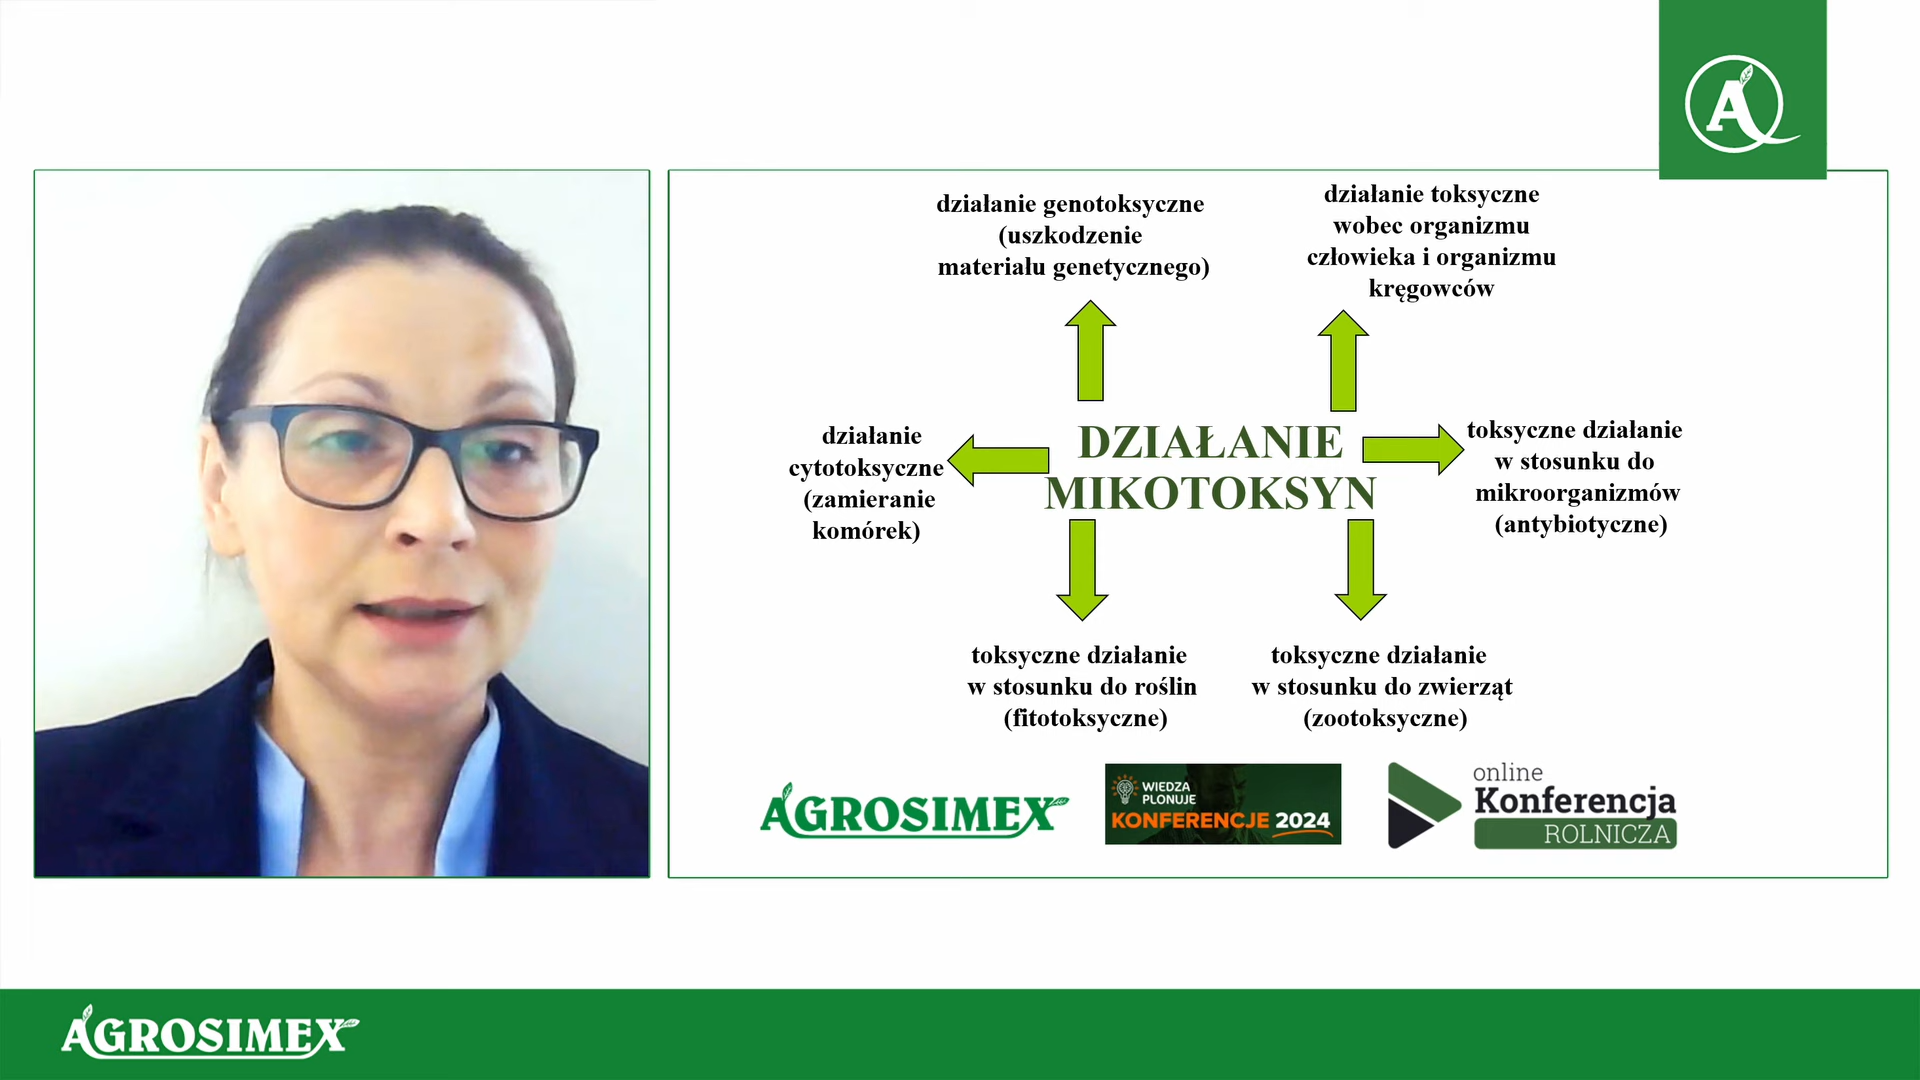 działanie genotoksyczne
(uszkodzenie
materiału genetycznego)
działanie toksyczne
wobec organizmu
człowieka i organizmu
kręgowców
działanie
cytotoksyczne
(zamieranie
komórek)
DZIAŁANIE
MIKOTOKSYN
toksyczne działanie
w stosunku do
mikroorganizmów
(antybiotyczne)
toksyczne działanie
w stosunku do roślin
(fitotoksyczne)
toksyczne działanie
w stosunku do zwierząt
(zootoksyczne)
AGROSIMEX
WIEDZA
PLONUJE
KONFERENCJE 2024
online
Konferencja
ROLNICZA
AGROSIMEX